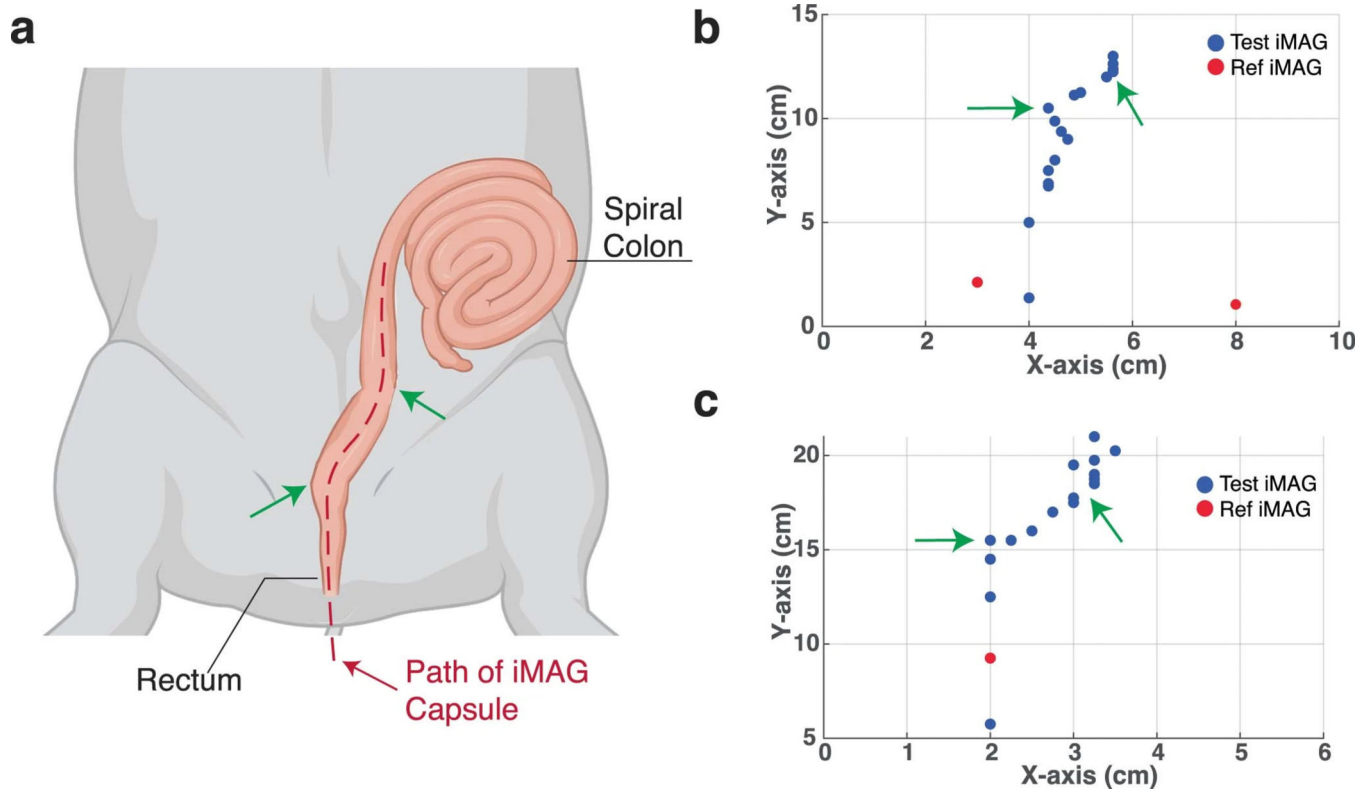 a
Spiral
Colon
Rectum
Path of iMAG
Capsule
b
15
10
5
0
Y-axis (cm)
Test iMAG
Ref iMAG
0 2 4 6 8 10
X-axis (cm)
c
20
15
10
5
Y-axis (cm)
Test iMAG
Ref iMAG
0 1 2 3 4 5 6
X-axis (cm)